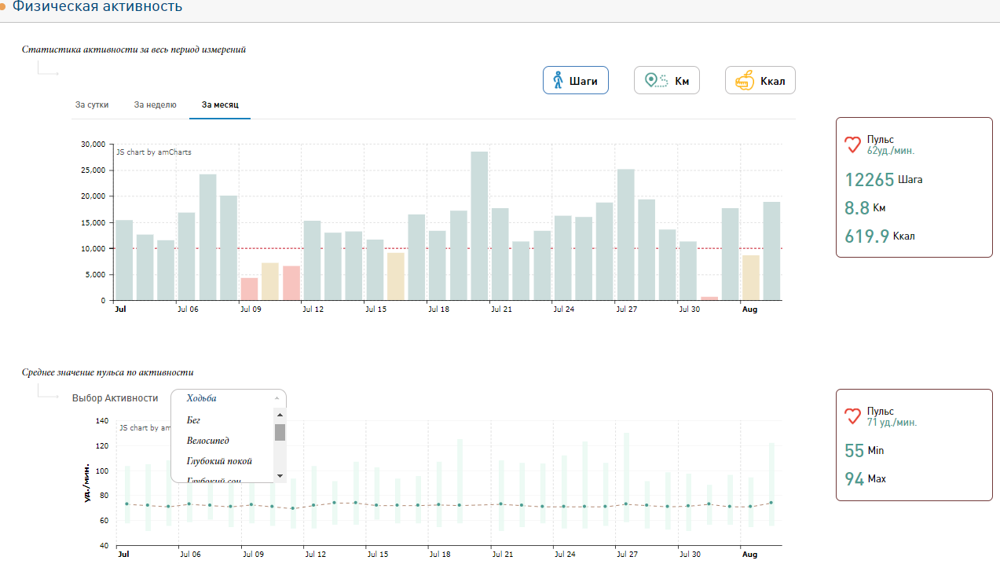 Физическая активность
Статистика активности за весь период измерений
Шаги
Км
Ккал
За сутки
За неделю
За месяц
JS chart by amCharts
30,000
25,000
20,000
15,000
10,000
5,000
0
Jul
Jul 06
Jul 09
Jul 12
Jul 15
Jul 18
Jul 21
Jul 24
Jul 27
Jul 30
Aug
Пульс
62уд./мин.
12265 Шага
8.8 Км
619.9 Ккал
Среднее значение пульса по активности
Выбор Активности
Ходьба
Бег
Велосипед
Глубокий покой
Глубокий сон
JS chart by am
уд./мин.
140
120
100
80
60
40
Jul
Jul 06
Jul 09
Jul 12
Jul 15
Jul 18
Jul 21
Jul 24
Jul 27
Jul 30
Aug
Пульс
71 уд./мин.
55 Min
94 Max